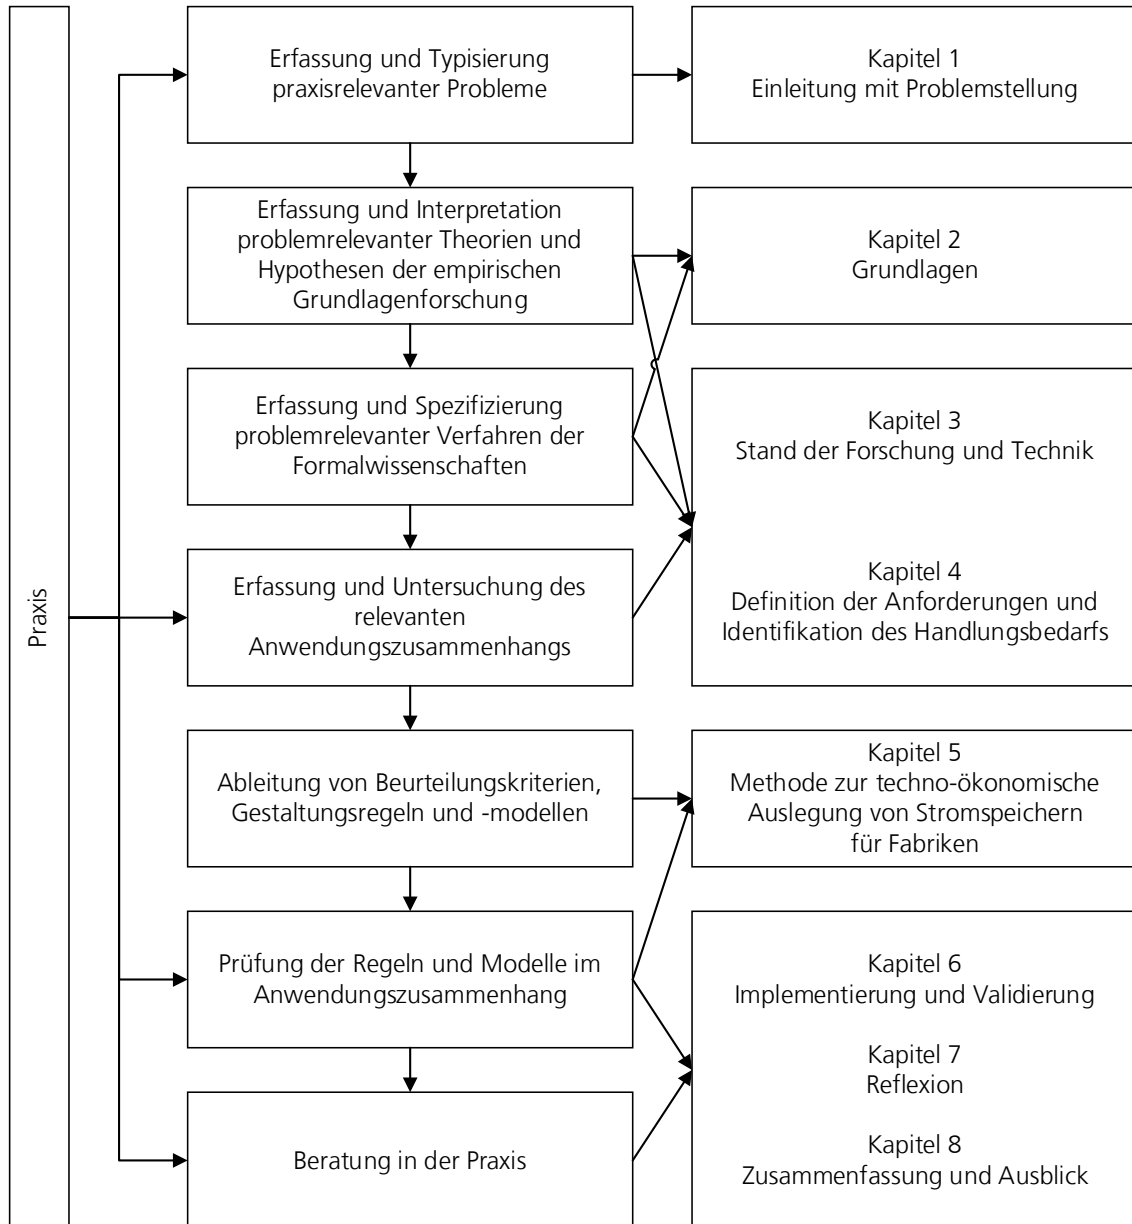 Praxis
Erfassung und Typisierung
praxisrelevanter Probleme
Kapitel 1
Einleitung mit Problemstellung
Erfassung und Interpretation
problemrelevanter Theorien und
Hypothesen der empirischen
Grundlagenforschung
Kapitel 2
Grundlagen
Erfassung und Spezifizierung
problemrelevanter Verfahren der
Formalwissenschaften
Kapitel 3
Stand der Forschung und Technik
Erfassung und Untersuchung des
relevanten
Anwendungszusammenhangs
Kapitel 4
Definition der Anforderungen und
Identifikation des Handlungsbedarfs
Ableitung von Beurteilungskriterien,
Gestaltungsregeln und -modellen
Kapitel 5
Methode zur techno-ökonomische
Auslegung von Stromspeichern
für Fabriken
Prüfung der Regeln und Modelle im
Anwendungszusammenhang
Kapitel 6
Implementierung und Validierung
Kapitel 7
Reflexion
Beratung in der Praxis
Kapitel 8
Zusammenfassung und Ausblick